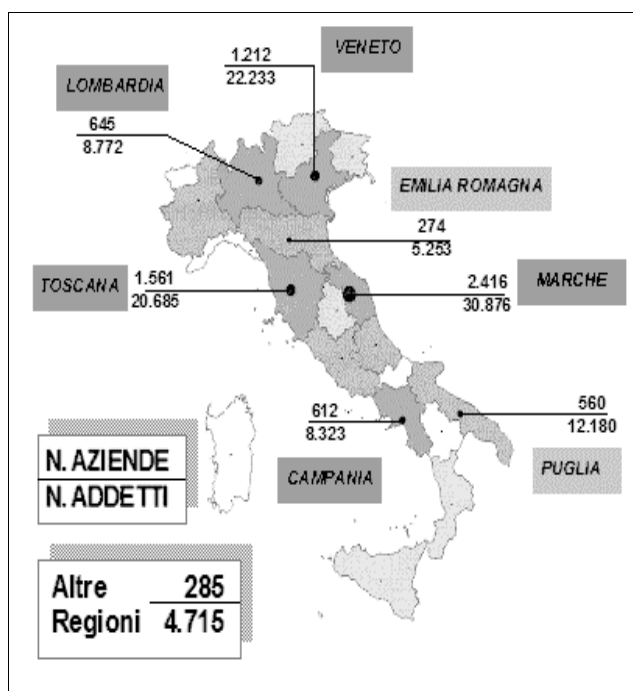 VENETO
1.212
22.233
LOMBARDIA
645
8.772
EMILIA ROMAGNA
274
5.253
TOSCANA
1.561
20.685
MARCHE
2.416
30.876
612
8.323
CAMPANIA
560
12.180
PUGLIA
N. AZIENDE
N. ADDETTI
Altre 285
Regioni 4.715